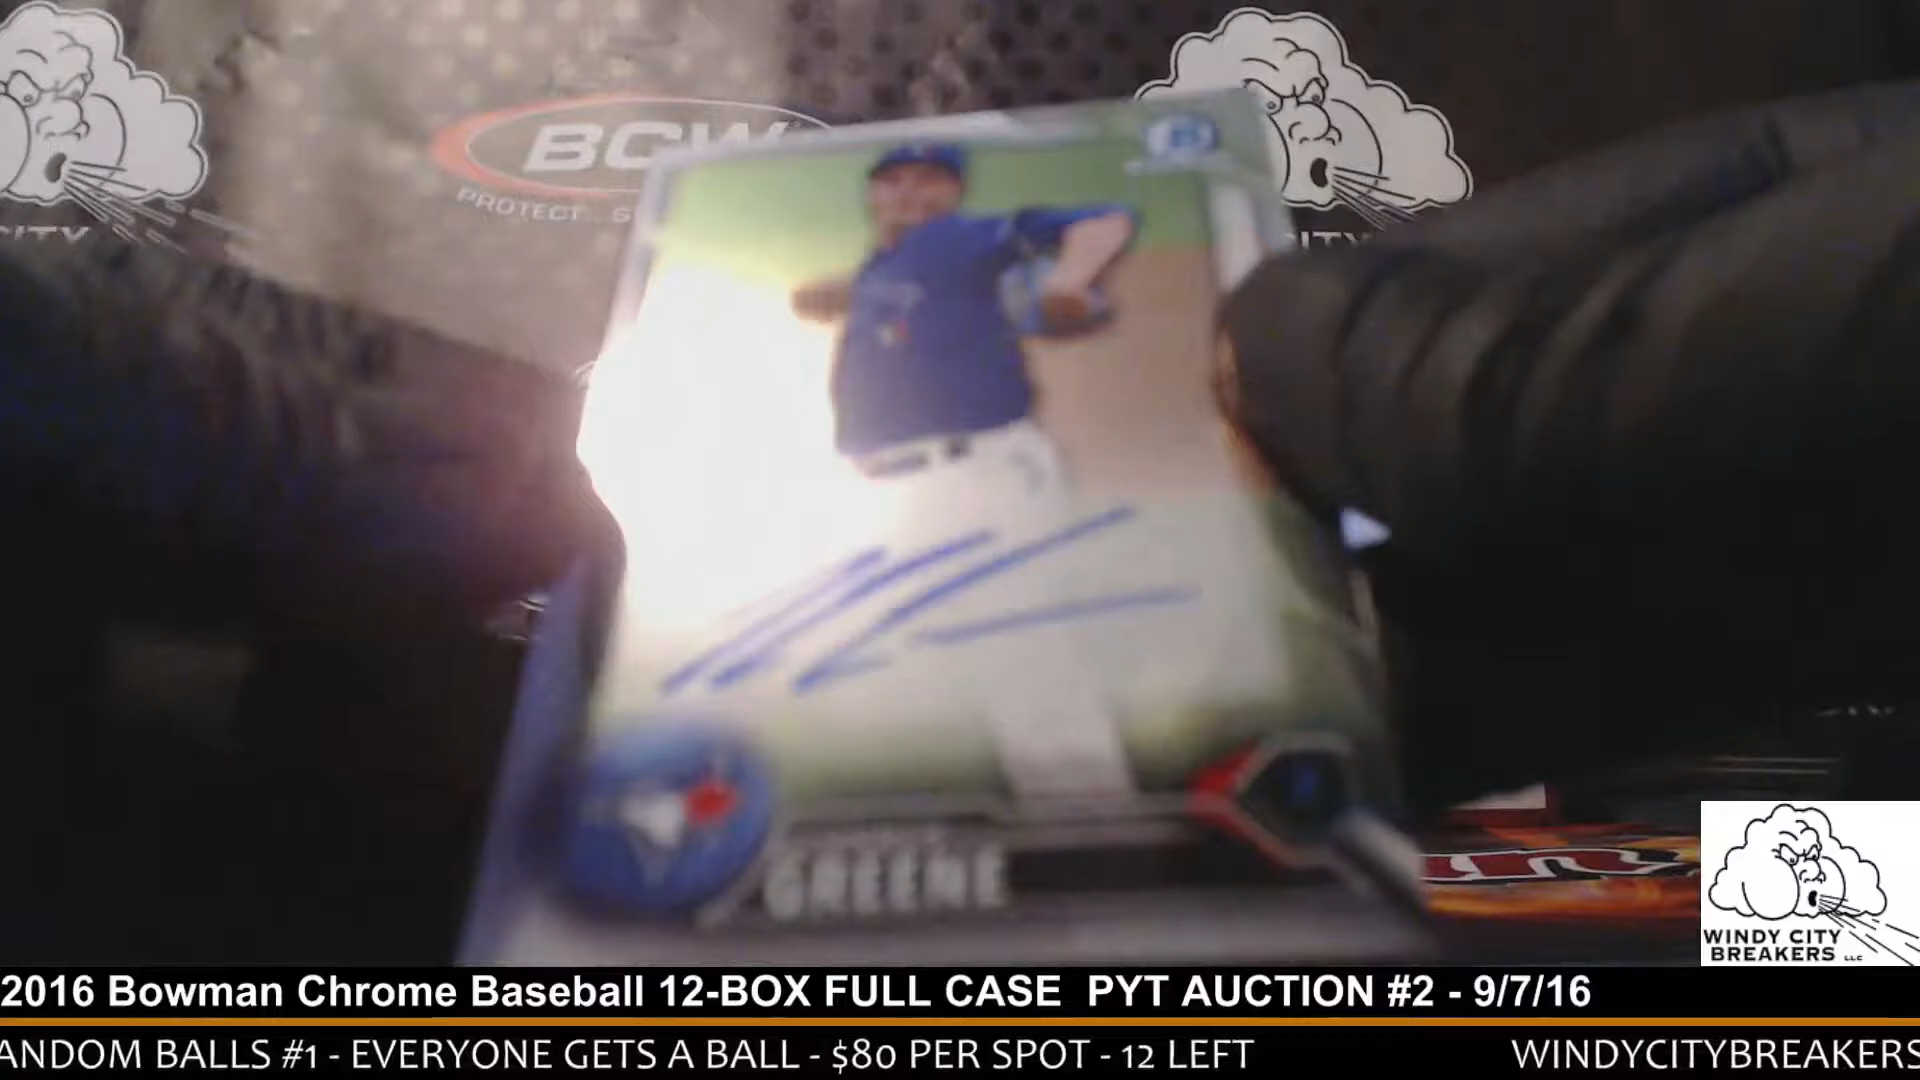 BCW
PROTECT
CITY
GREENE
WINDY CITY
BREAKERS LLC
2016 Bowman Chrome Baseball 12-BOX FULL CASE PYT AUCTION #2 - 9/7/16
ANDOM BALLS #1 - EVERYONE GETS A BALL - $80 PER SPOT - 12 LEFT
WINDYCITYBREAKERS